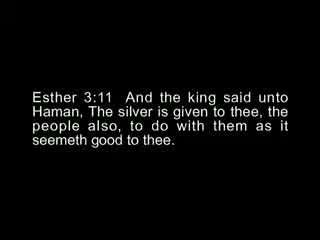 Esther 3:11 And the king said unto
Haman, The silver is given to thee, the
people also, to do with them as it
seemeth good to thee.